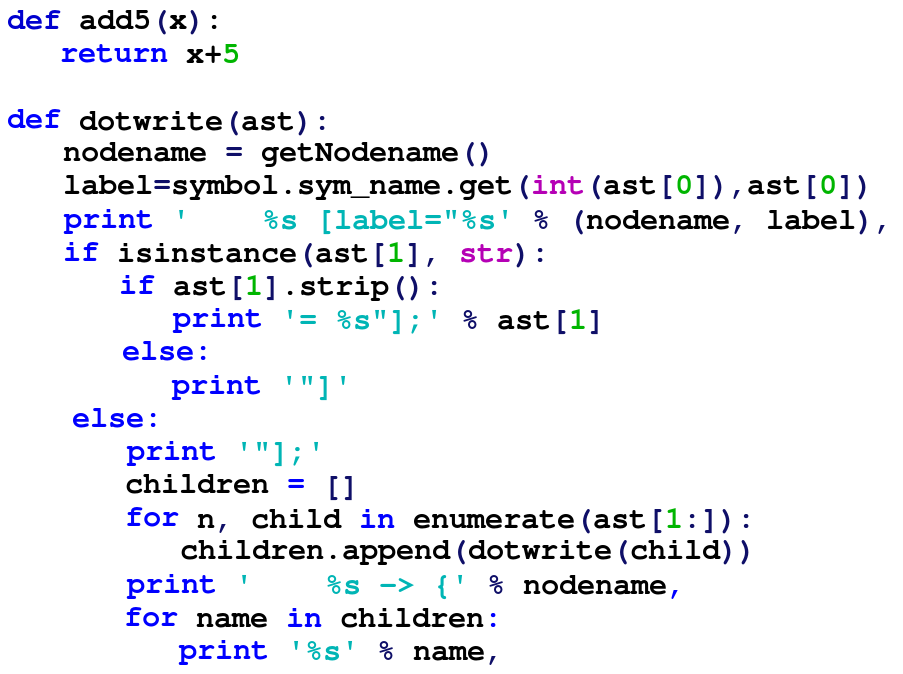 def add5(x):
   return x+5

def dotwrite(ast):
   nodename = getNodename()
   label=symbol.sym_name.get(int(ast[0]),ast[0])
   print '    %s [label="%s' % (nodename, label),
   if isinstance(ast[1], str):
      if ast[1].strip():
         print '= %s"];' % ast[1]
      else:
         print '"]'
   else:
      print '"];'
      children = []
      for n, child in enumerate(ast[1:]):
         children.append(dotwrite(child))
      print '    %s -> {' % nodename,
      for name in children:
         print '%s' % name,